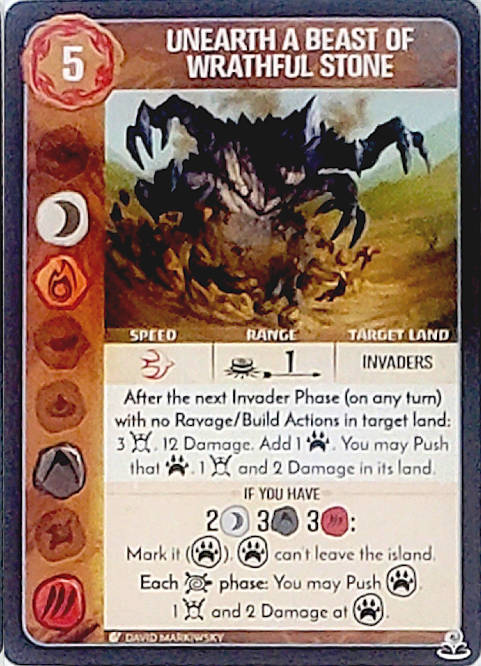 5
UNEARTH A BEAST OF
WRATHFUL STONE
SPEED RANGE TARGET LAND
1 INVADERS
After the next Invader Phase (on any turn)
with no Ravage/Build Actions in target land:
3 . 12 Damage. Add 1 . You may Push
that . 1 and 2 Damage in its land.
IF YOU HAVE
2 3 3 :
Mark it ( ). can't leave the island.
Each phase: You may Push .
1 and 2 Damage at .
DAVID MARKIWSKY